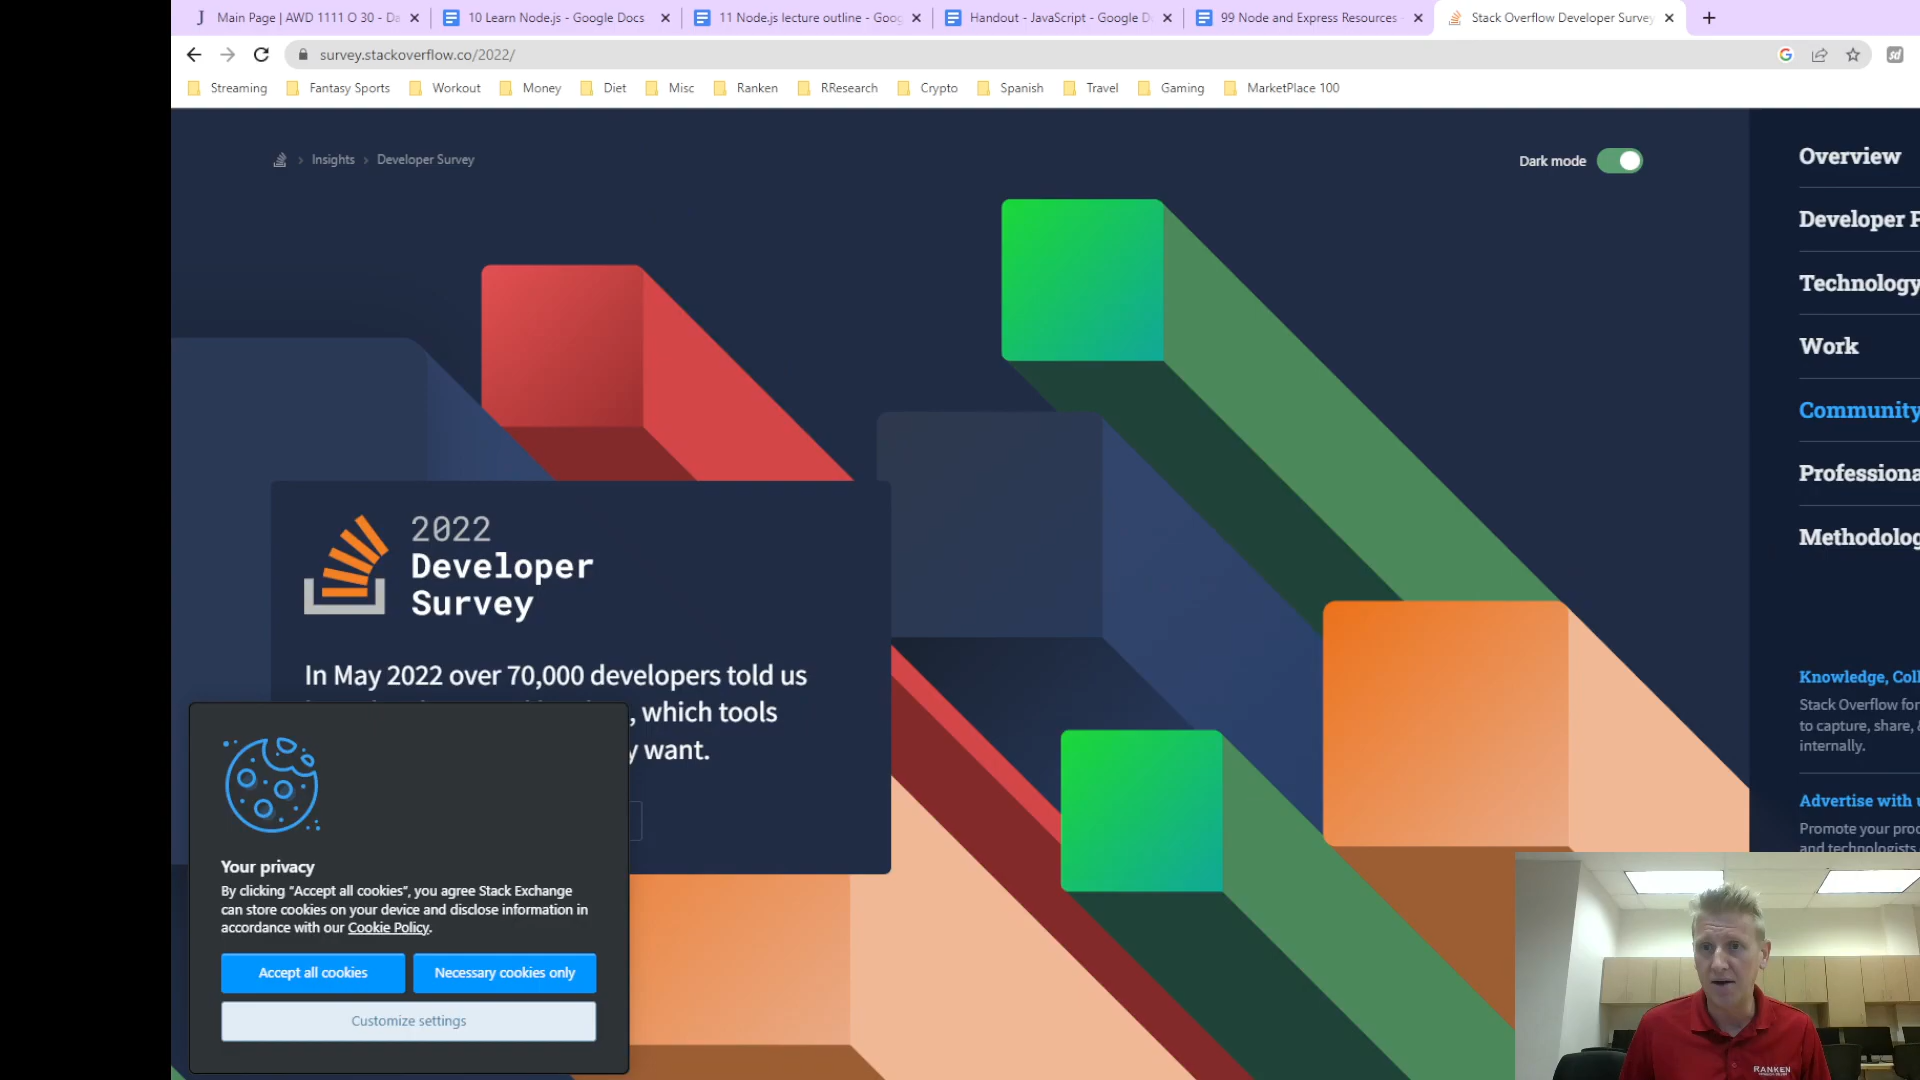 J Main Page | AWD 1111 O 30 - Da
10 Learn Node.js - Google Docs
11 Node.js lecture outline - Goog
Handout - JavaScript - Google D
99 Node and Express Resources -
Stack Overflow Developer Survey
survey.stackoverflow.co/2022/
G
sd
Streaming
Fantasy Sports
Workout
Money
Diet
Misc
Ranken
RResearch
Crypto
Spanish
Travel
Gaming
MarketPlace 100
Insights
Developer Survey
Dark mode
Overview
Developer P
Technology
Work
Community
Professiona
Methodolog
2022
Developer
Survey
In May 2022 over 70,000 developers told us
, which tools
y want.
Your privacy
By clicking “Accept all cookies”, you agree Stack Exchange
can store cookies on your device and disclose information in
accordance with our Cookie Policy.
Accept all cookies
Necessary cookies only
Customize settings
Knowledge, Coll
Stack Overflow for
to capture, share, &
internally.
Advertise with u
Promote your prod
and technologists
RANKEN